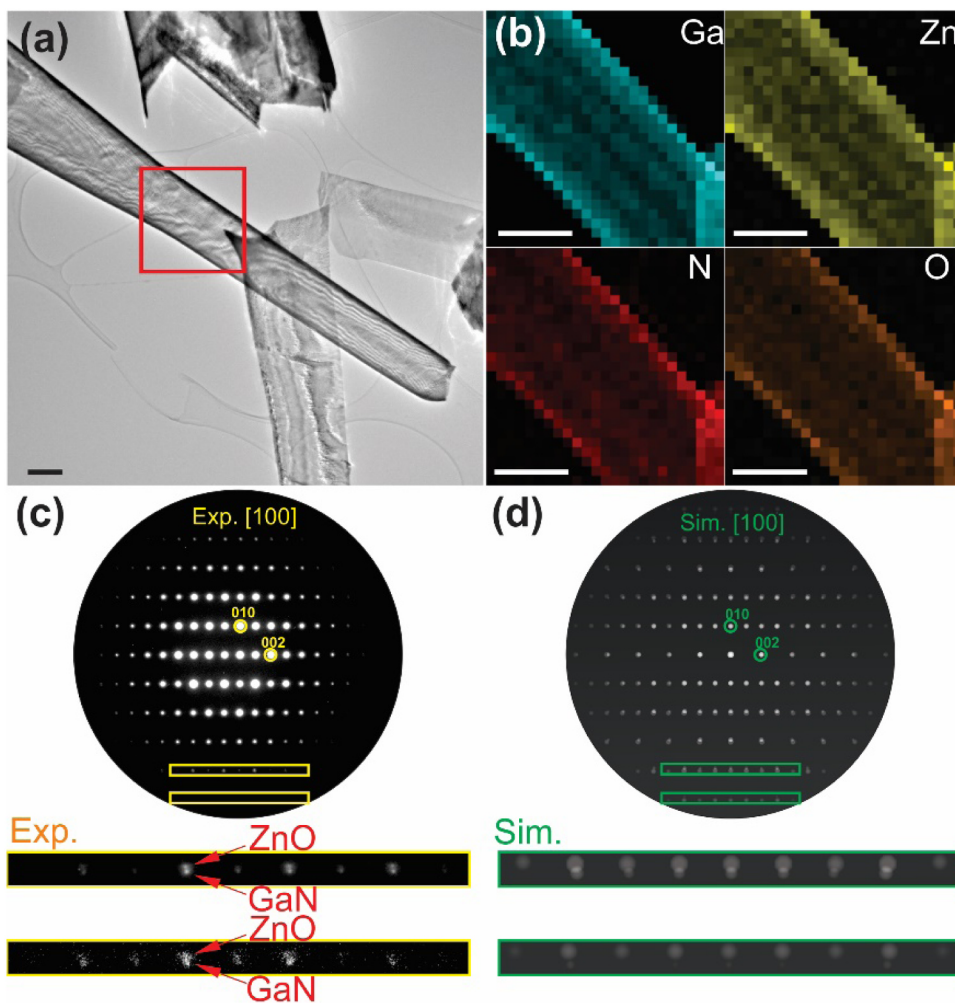 (a)
(b)
Ga
Zn
N
O
(c)
Exp. [100]
010
002
(d)
Sim. [100]
010
002
Exp.
ZnO
GaN
ZnO
GaN
Sim.